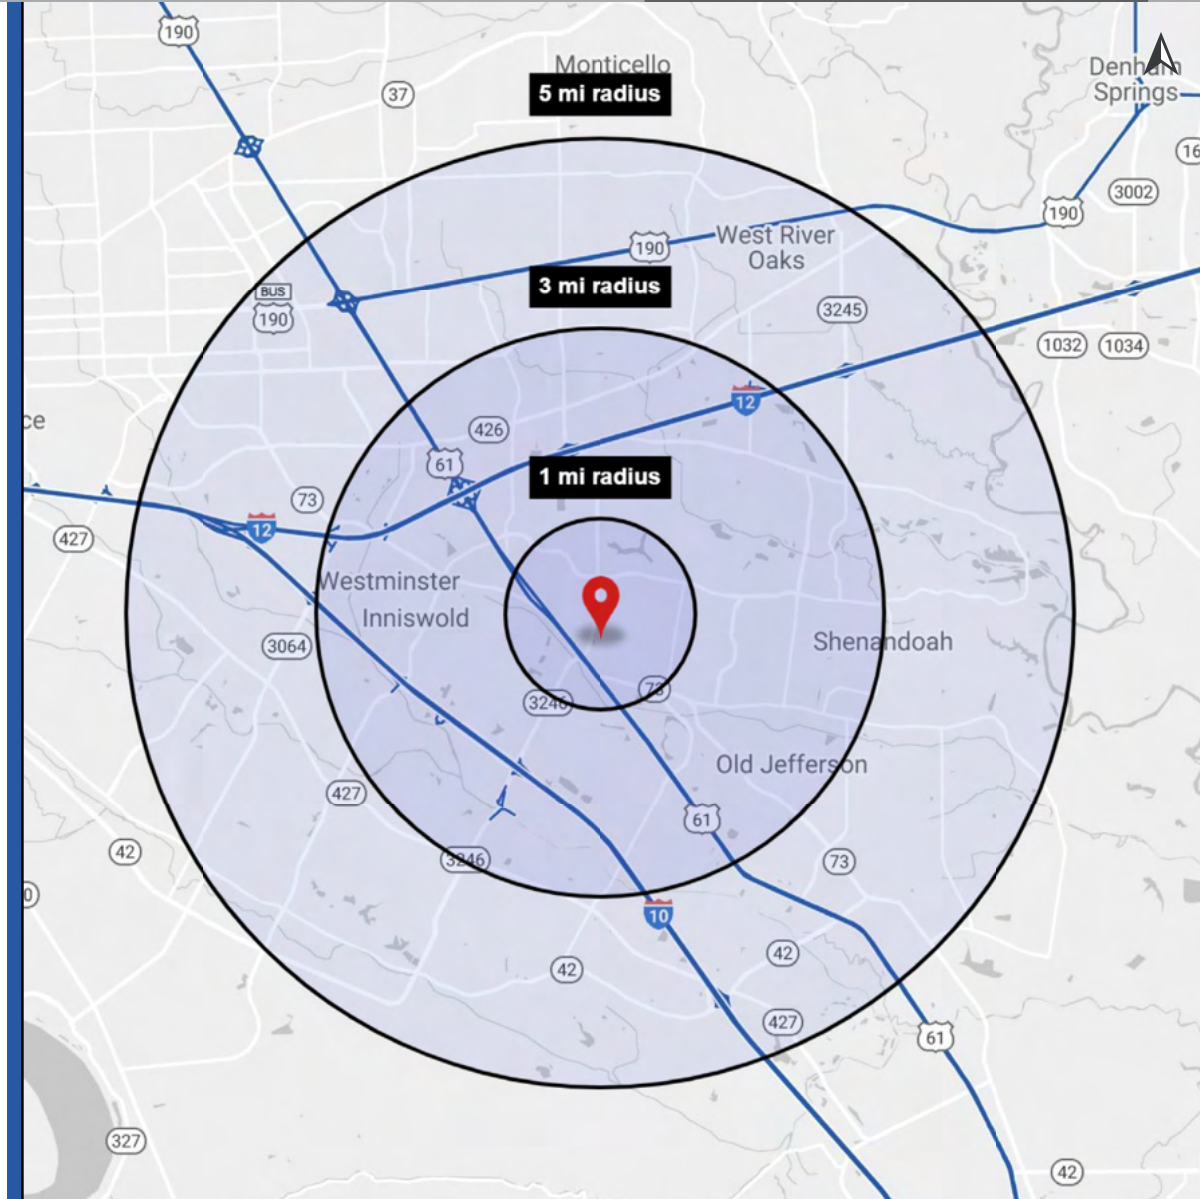 190
Monticello
Denham
Springs
5 mi radius
37
16
3002
190
190
West River
Oaks
3 mi radius
BUS
190
3245
1032
1034
12
ce
426
61
1 mi radius
73
12
427
Westminster
Inniswold
3064
Shenandoah
3246
73
Old Jefferson
427
61
42
3246
73
0
10
42
42
427
61
327
42